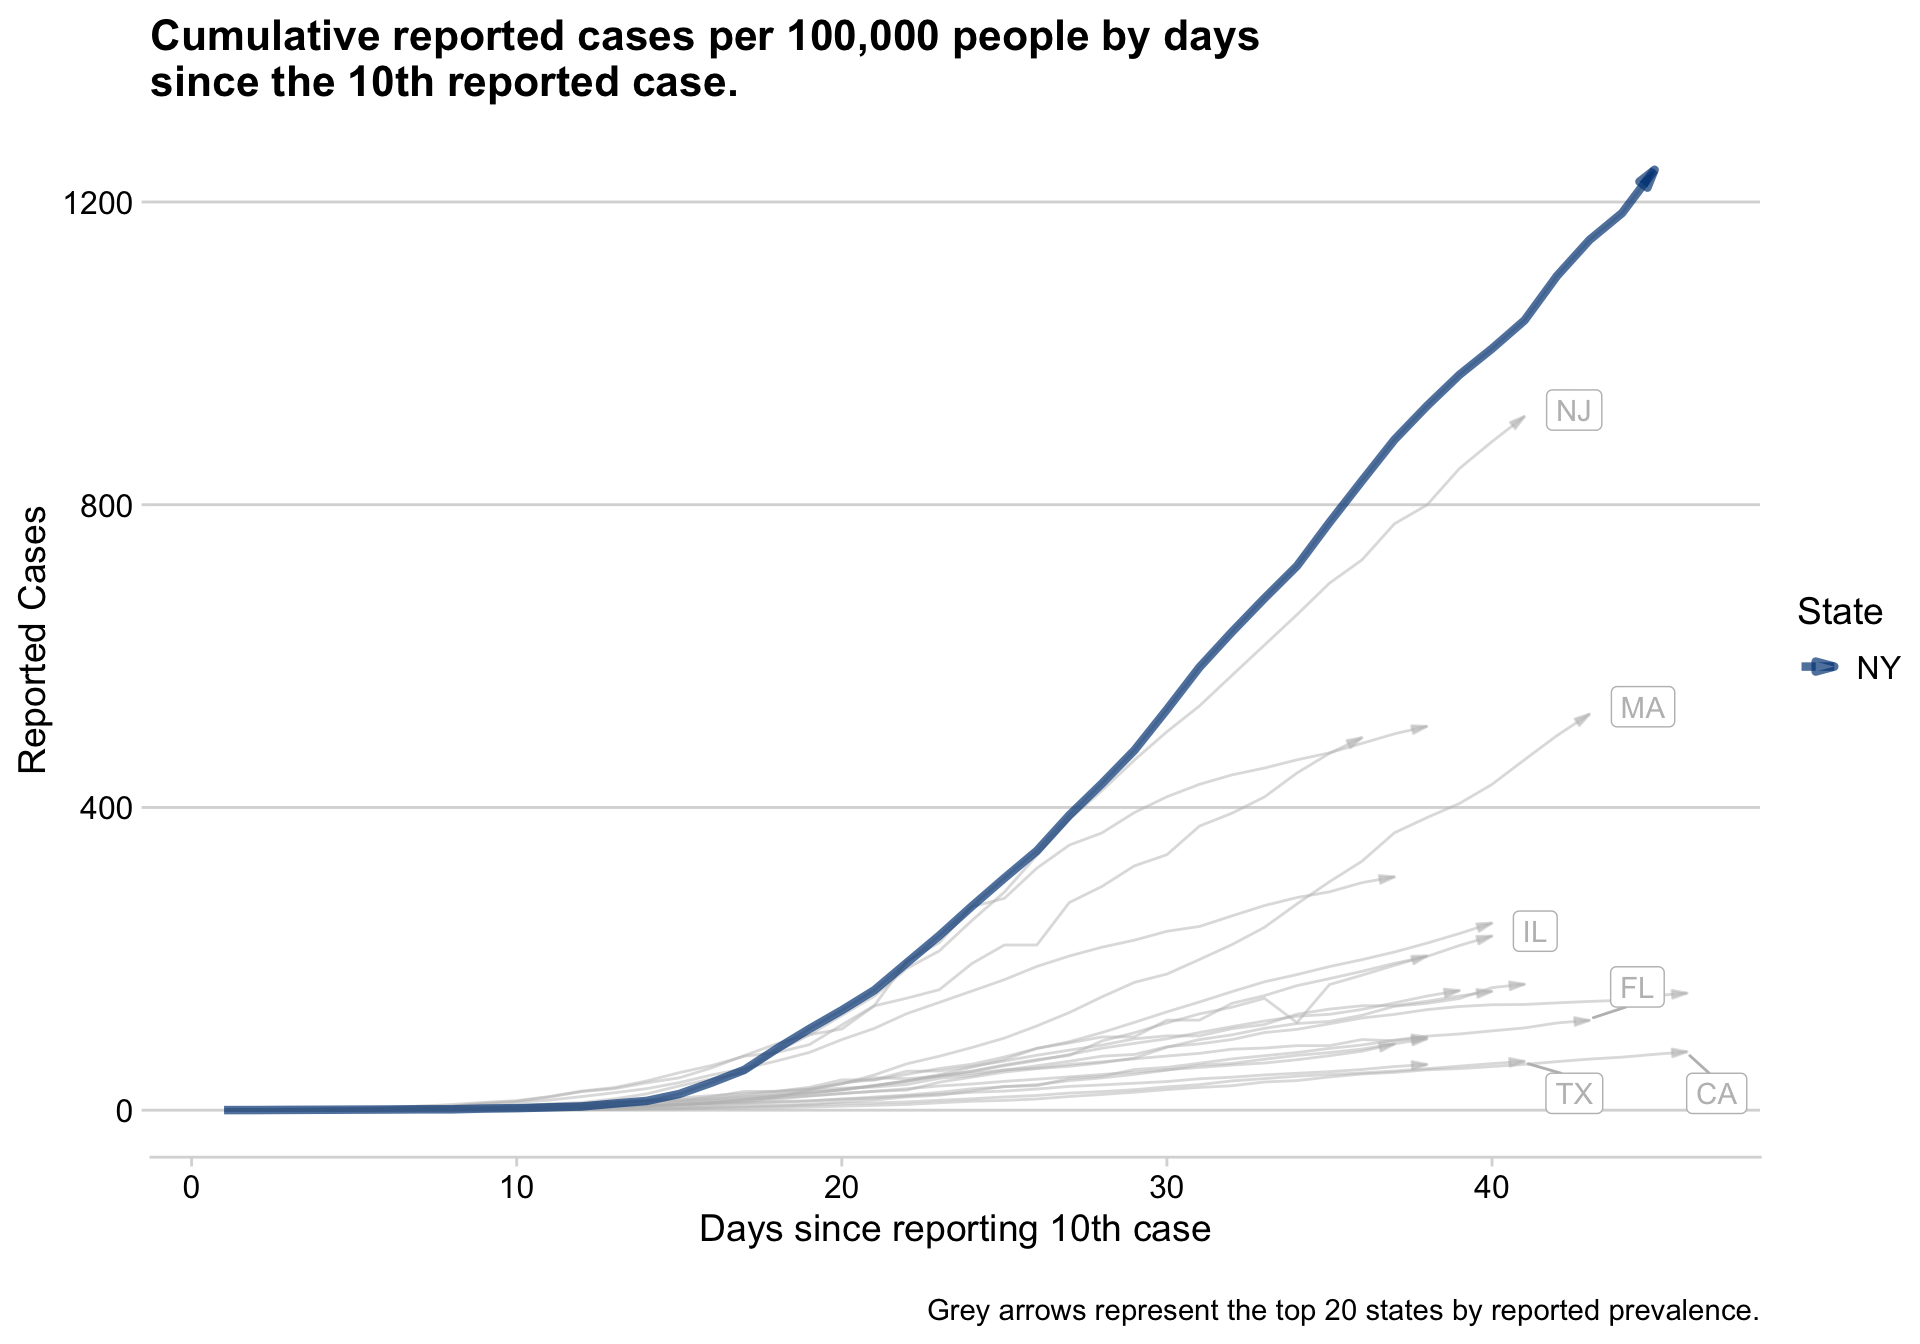 Cumulative reported cases per 100,000 people by days
since the 10th reported case.
1200
800
400
0
Reported Cases
NJ
MA
IL
FL
TX
CA
State
NY
0
10
20
30
40
Days since reporting 10th case
Grey arrows represent the top 20 states by reported prevalence.